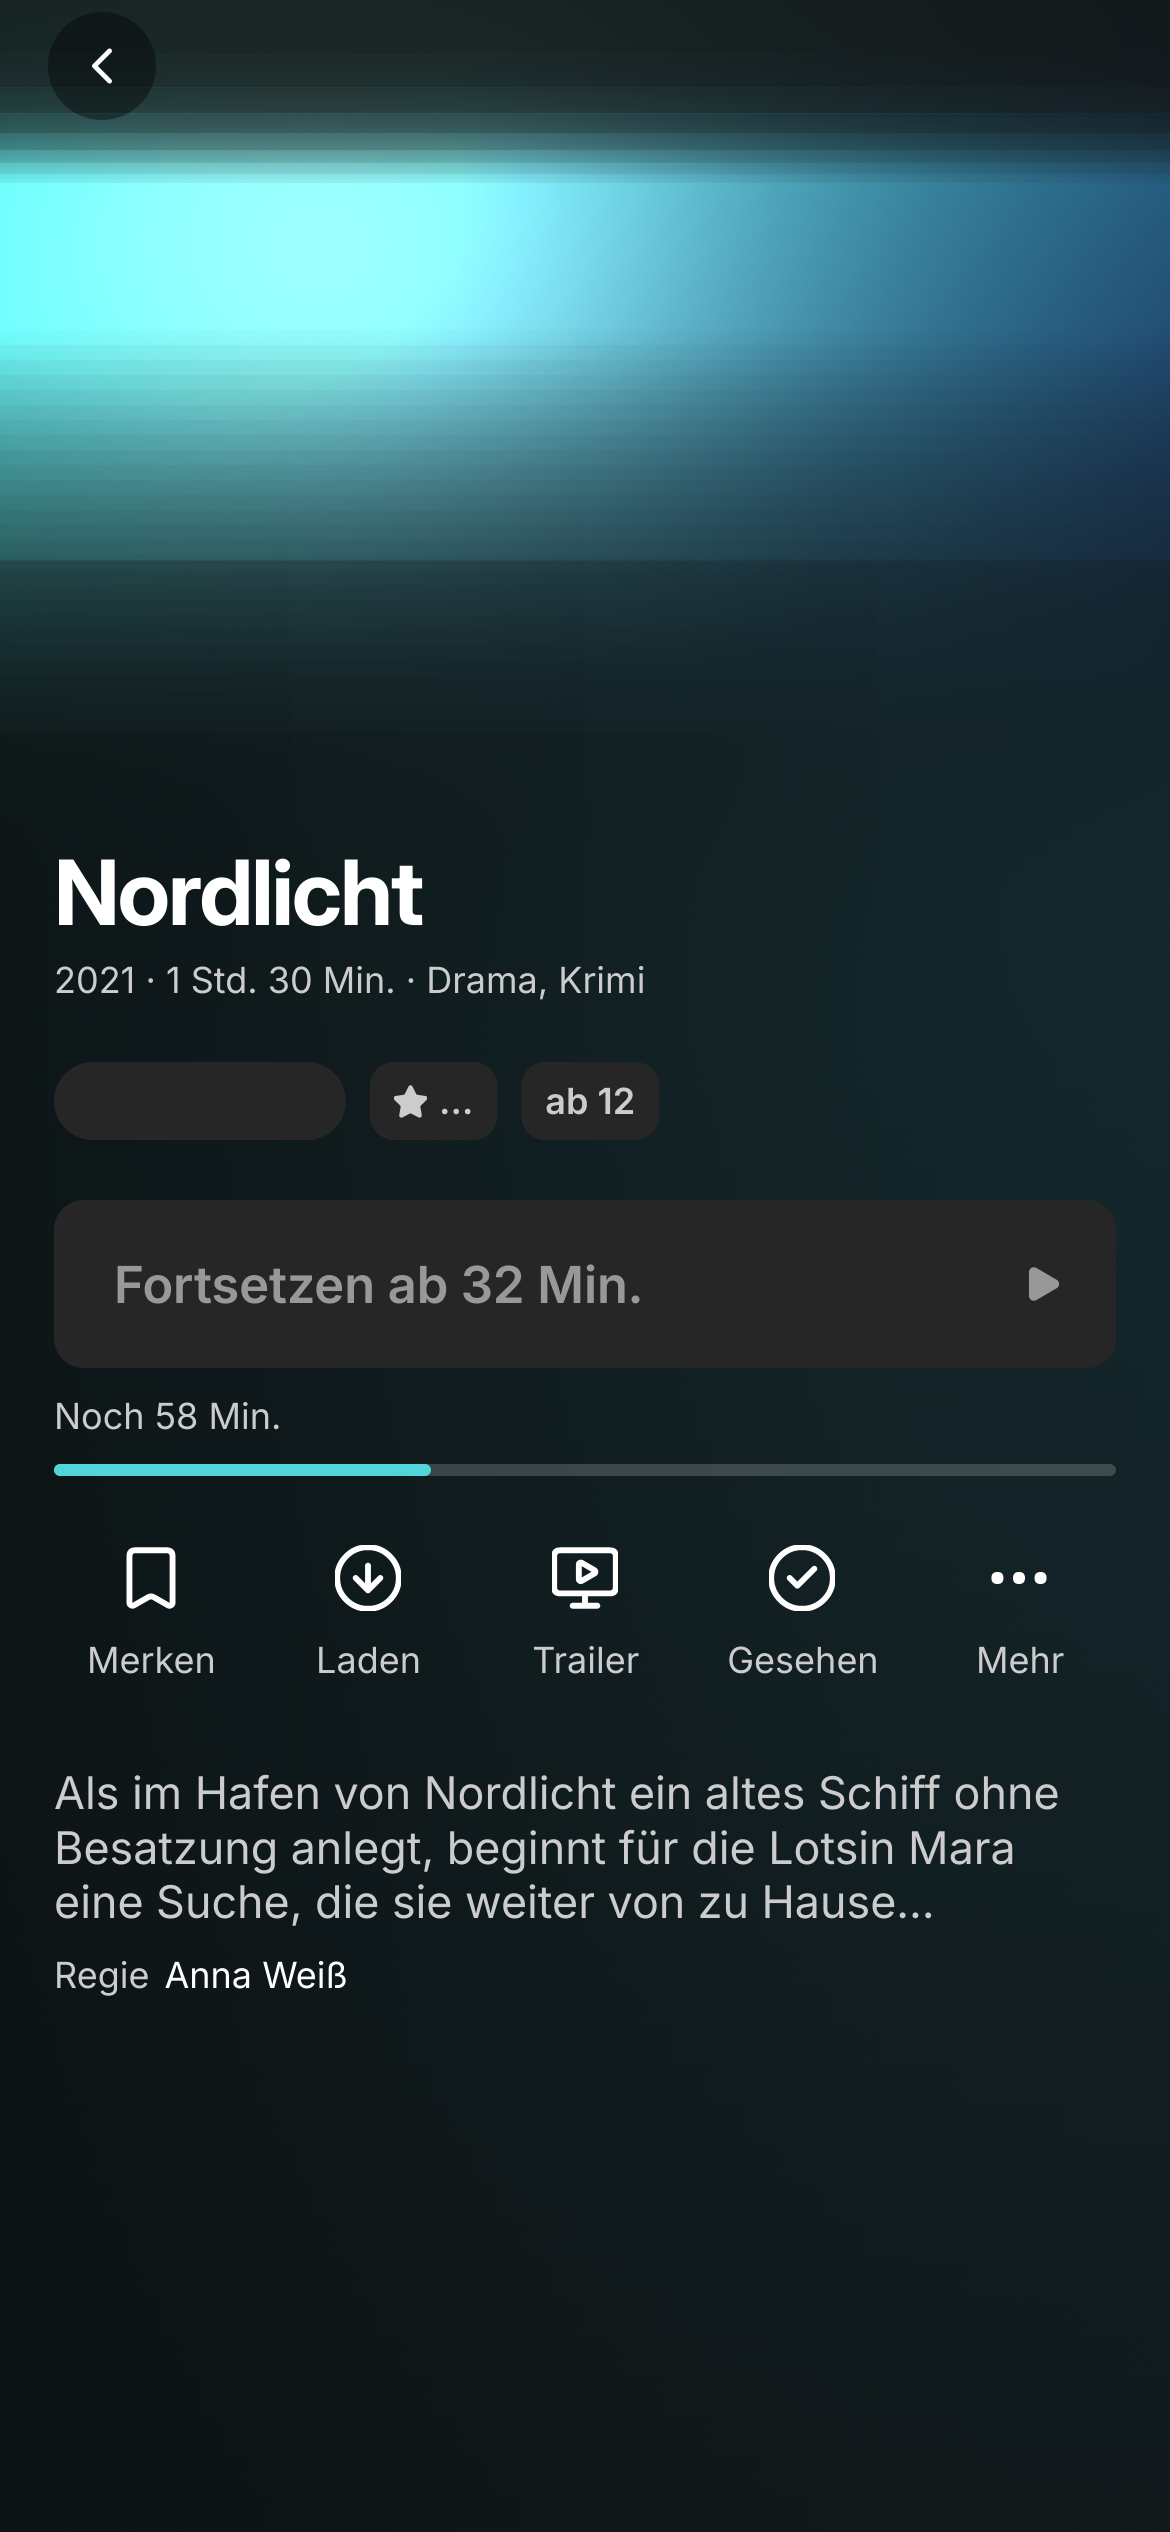 Nordlicht
2021 · 1 Std. 30 Min. · Drama, Krimi
... ab 12
Fortsetzen ab 32 Min.
Noch 58 Min.
Merken Laden Trailer Gesehen Mehr
Als im Hafen von Nordlicht ein altes Schiff ohne
Besatzung anlegt, beginnt für die Lotsin Mara
eine Suche, die sie weiter von zu Hause...
Regie Anna Weiß